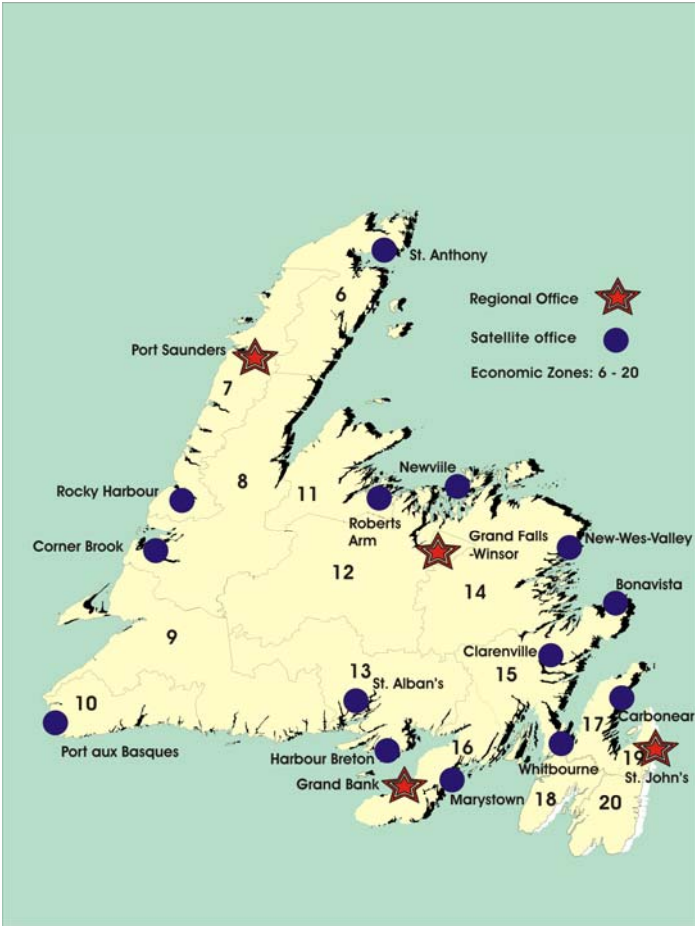 St. Anthony
6
Regional Office
Port Saunders
Satellite office
Economic Zones: 6 - 20
7
Newviile
8
11
Rocky Harbour
Roberts
Arm
Grand Falls
-Winsor
New-Wes-Valley
Corner Brook
12
14
Bonavista
9
Clarenville
13
15
St. Alban's
10
17
Carbonear
Port aux Basques
16
Harbour Breton
19
Whitbourne
St. John's
Grand Bank
Marystown
18
20